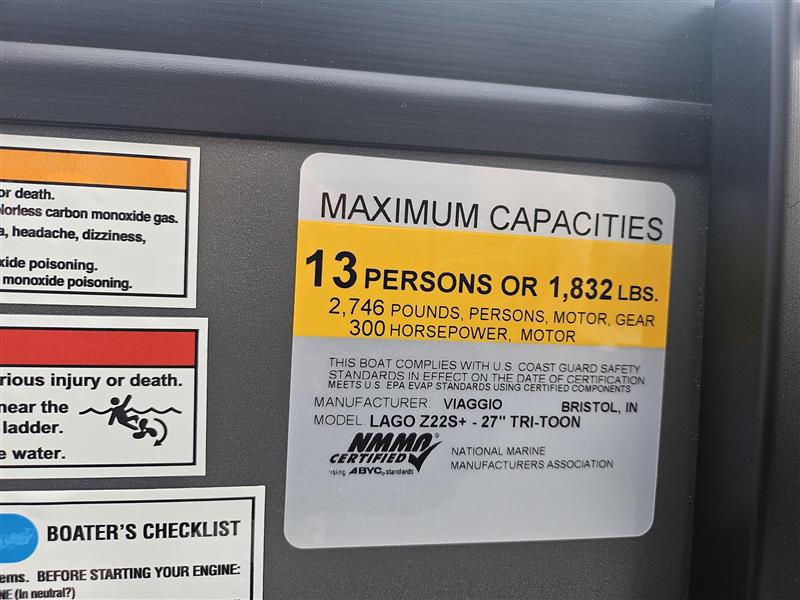 or death.
colorless carbon monoxide gas.
headache, dizziness,
poisoning.
monoxide poisoning.
MAXIMUM CAPACITIES
13 PERSONS OR 1,832 LBS.
2,746 POUNDS, PERSONS, MOTOR, GEAR
300 HORSEPOWER, MOTOR
THIS BOAT COMPLIES WITH U.S. COAST GUARD SAFETY
STANDARDS IN EFFECT ON THE DATE OF CERTIFICATION
MEETS U.S. EPA EVAP STANDARDS USING CERTIFIED COMPONENTS
MANUFACTURER: VIAGGIO BRISTOL, IN
MODEL: LAGO Z22S+ - 27" TRI-TOON
NMMA®
CERTIFIED
using ABYC® standards
NATIONAL MARINE
MANUFACTURERS ASSOCIATION
injury or death.
near the
ladder.
water.
BOATER'S CHECKLIST
BEFORE STARTING YOUR ENGINE:
(In neutral?)